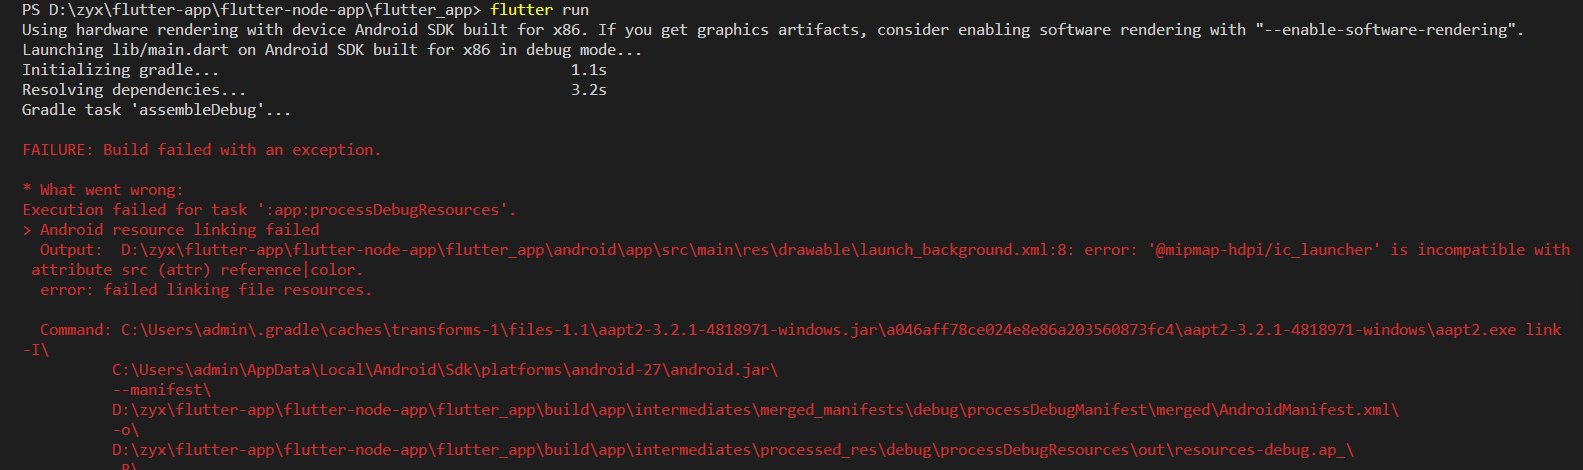 PS D:\zyx\flutter-app\flutter-node-app\flutter_app> flutter run
Using hardware rendering with device Android SDK built for x86. If you get graphics artifacts, consider enabling software rendering with "--enable-software-rendering".
Launching lib/main.dart on Android SDK built for x86 in debug mode...
Initializing gradle... 1.1s
Resolving dependencies... 3.2s
Gradle task 'assembleDebug'...
FAILURE: Build failed with an exception.
* What went wrong:
Execution failed for task ':app:processDebugResources'.
> Android resource linking failed
Output: D:\zyx\flutter-app\flutter-node-app\flutter_app\android\app\src\main\res\drawable\launch_background.xml:8: error: '@mipmap-hdpi/ic_launcher' is incompatible with
attribute src (attr) reference|color.
error: failed linking file resources.
Command: C:\Users\admin\.gradle\caches\transforms-1\files-1.1\aapt2-3.2.1-4818971-windows.jar\a046aff78ce024e8e86a203560873fc4\aapt2-3.2.1-4818971-windows\aapt2.exe link
-I\
C:\Users\admin\AppData\Local\Android\Sdk\platforms\android-27\android.jar\
--manifest\
D:\zyx\flutter-app\flutter-node-app\flutter_app\build\app\intermediates\merged_manifests\debug\processDebugManifest\merged\AndroidManifest.xml\
-o\
D:\zyx\flutter-app\flutter-node-app\flutter_app\build\app\intermediates\processed_res\debug\processDebugResources\out\resources-debug.ap_\